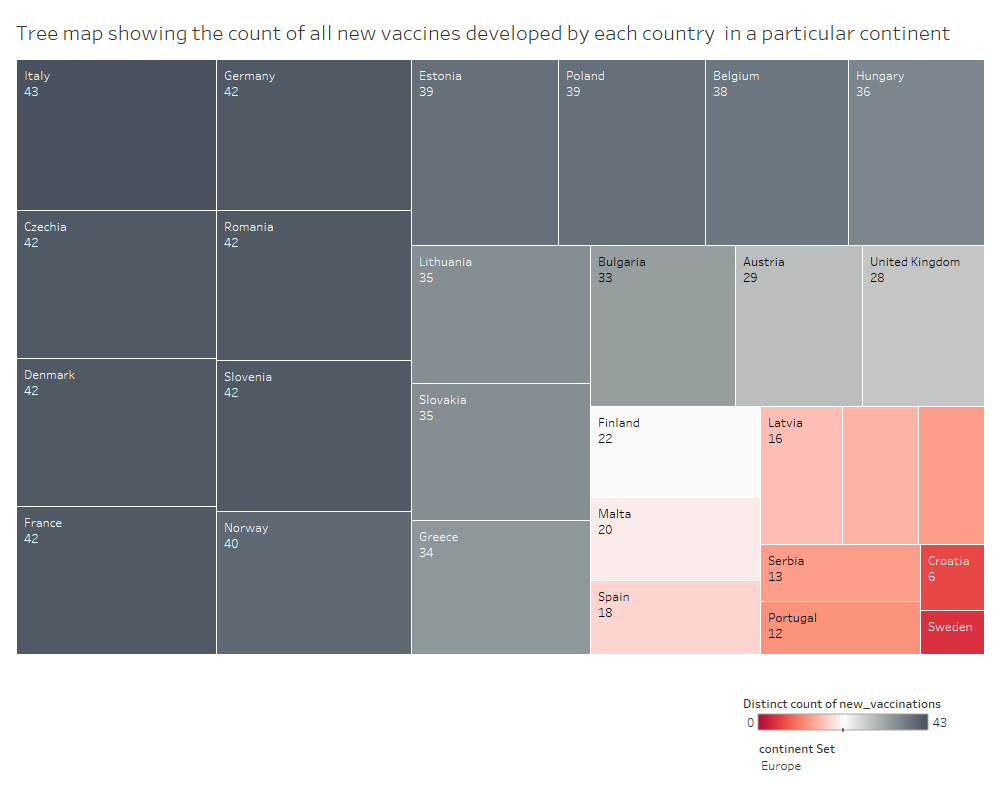 Tree map showing the count of all new vaccines developed by each country in a particular continent
Italy
43
Germany
42
Estonia
39
Poland
39
Belgium
38
Hungary
36
Czechia
42
Romania
42
Lithuania
35
Bulgaria
33
Austria
29
United Kingdom
28
Denmark
42
Slovenia
42
Slovakia
35
Finland
22
Latvia
16
France
42
Norway
40
Greece
34
Malta
20
Spain
18
Serbia
13
Croatia
6
Portugal
12
Sweden
Distinct count of new_vaccinations
0 43
continent Set
Europe